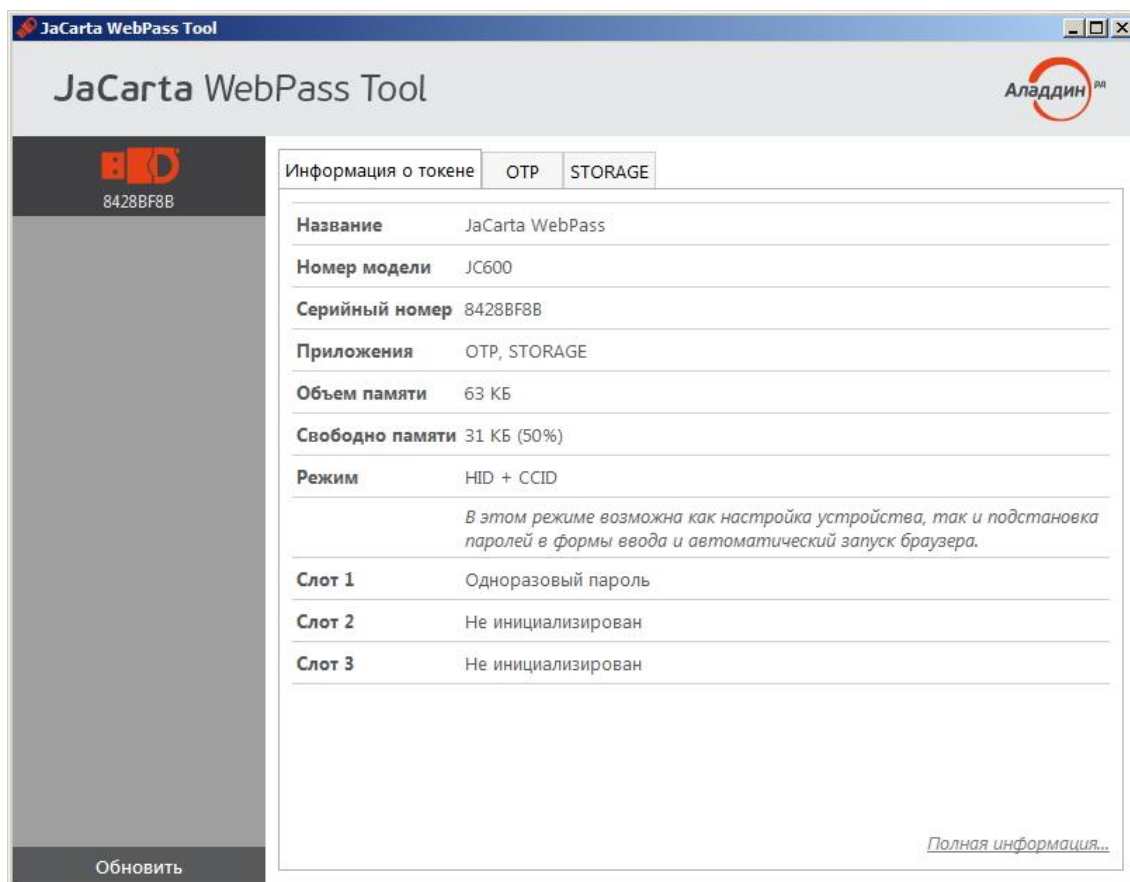 JaCarta WebPass Tool
JaCarta WebPass Tool
Аладдин РД
8428BF8B
Информация о токене OTP STORAGE
Название JaCarta WebPass
Номер модели JC600
Серийный номер 8428BF8B
Приложения OTP, STORAGE
Объем памяти 63 КБ
Свободно памяти 31 КБ (50%)
Режим HID + CCID
В этом режиме возможна как настройка устройства, так и подстановка
паролей в формы ввода и автоматический запуск браузера.
Слот 1 Одноразовый пароль
Слот 2 Не инициализирован
Слот 3 Не инициализирован
Полная информация...
Обновить